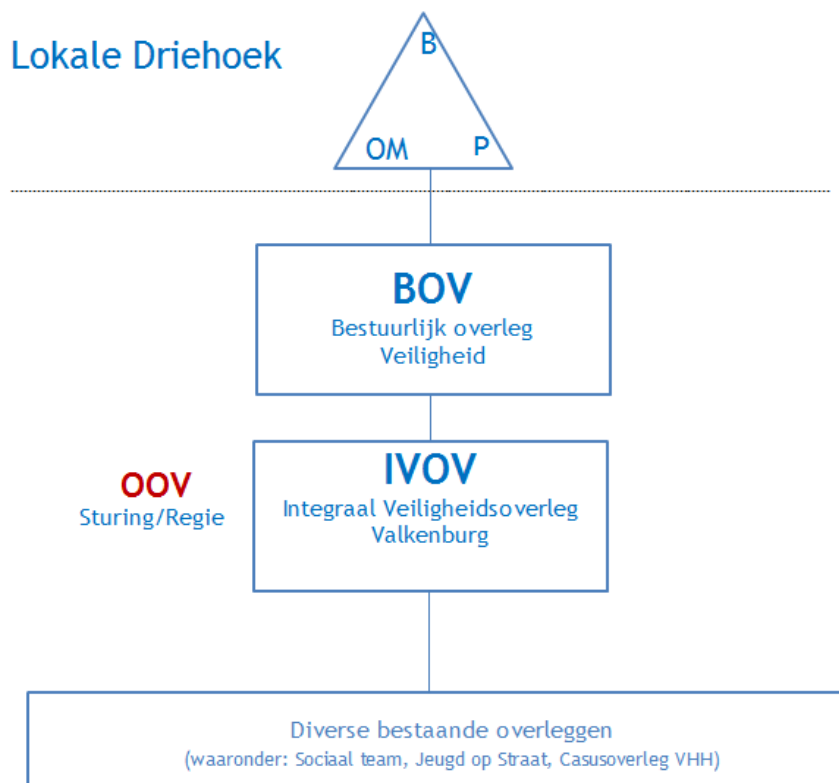 Lokale Driehoek
B
OM P
BOV
Bestuurlijk overleg
Veiligheid
OOV
Sturing/Regie
IVOV
Integraal Veiligheidsoverleg
Valkenburg
Diverse bestaande overleggen
(waaronder: Sociaal team, Jeugd op Straat, Casusoverleg VHH)